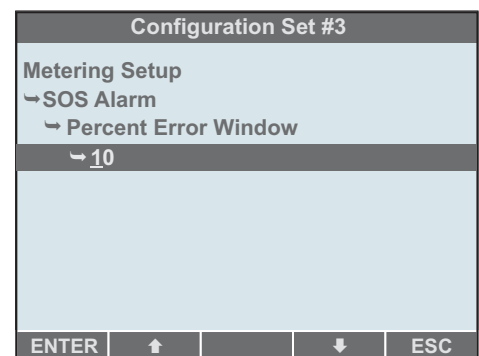 Configuration Set #3
Metering Setup
➥SOS Alarm
➥ Percent Error Window
➥ 10
ENTER ⬆ ⬇ ESC